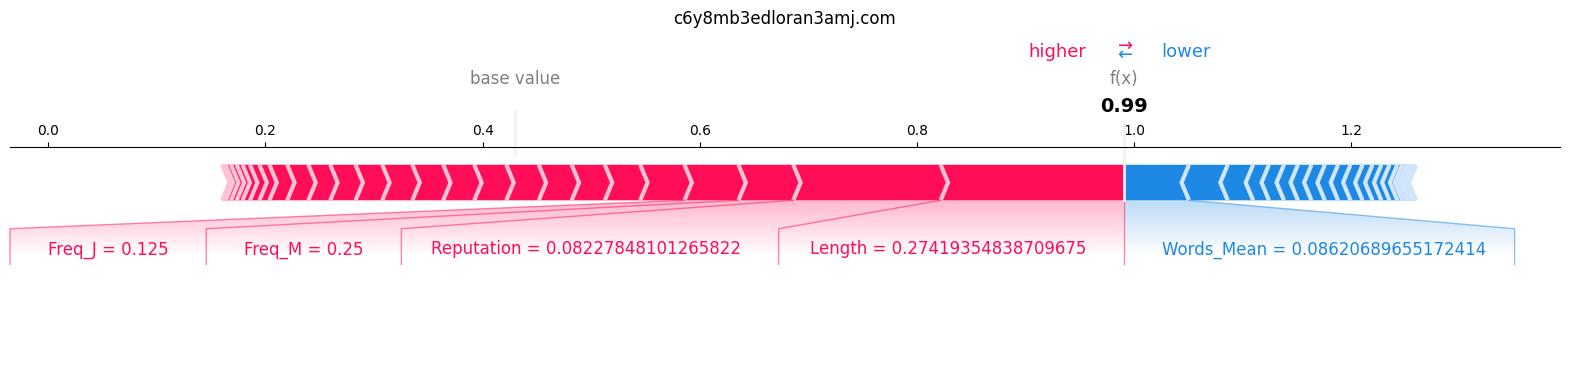 c6y8mb3edloran3amj.com
higher ⇄ lower
base value f(x)
0.99
0.0 0.2 0.4 0.6 0.8 1.0 1.2
Freq_J = 0.125 Freq_M = 0.25 Reputation = 0.08227848101265822 Length = 0.27419354838709675 Words_Mean = 0.08620689655172414